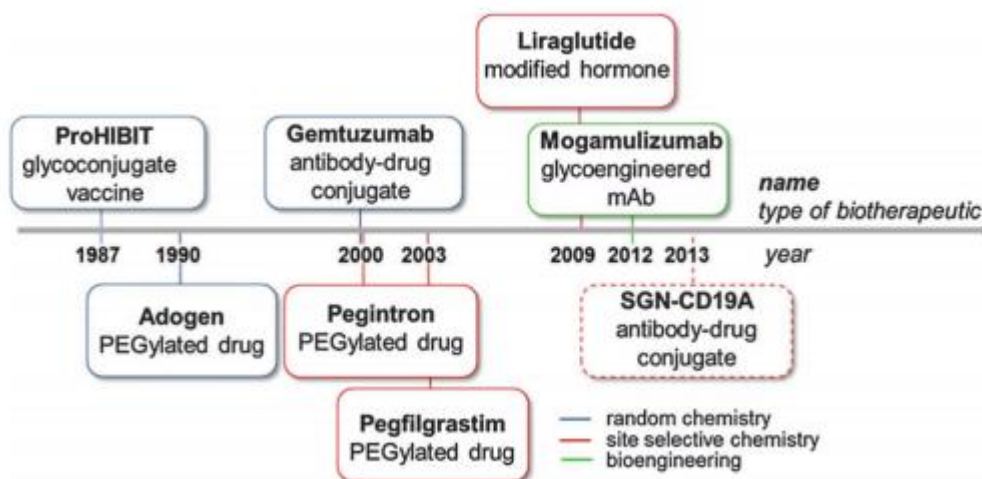 Liraglutide
modified hormone
ProHIBIT
glycoconjugate
vaccine
Gemtuzumab
antibody-drug
conjugate
Mogamulizumab
glycoengineered
mAb
name
type of biotherapeutic
1987
1990
2000
2003
2009
2012
2013
year
Adogen
PEGylated drug
Pegintron
PEGylated drug
SGN-CD19A
antibody-drug
conjugate
Pegfilgrastim
PEGylated drug
random chemistry
site selective chemistry
bioengineering